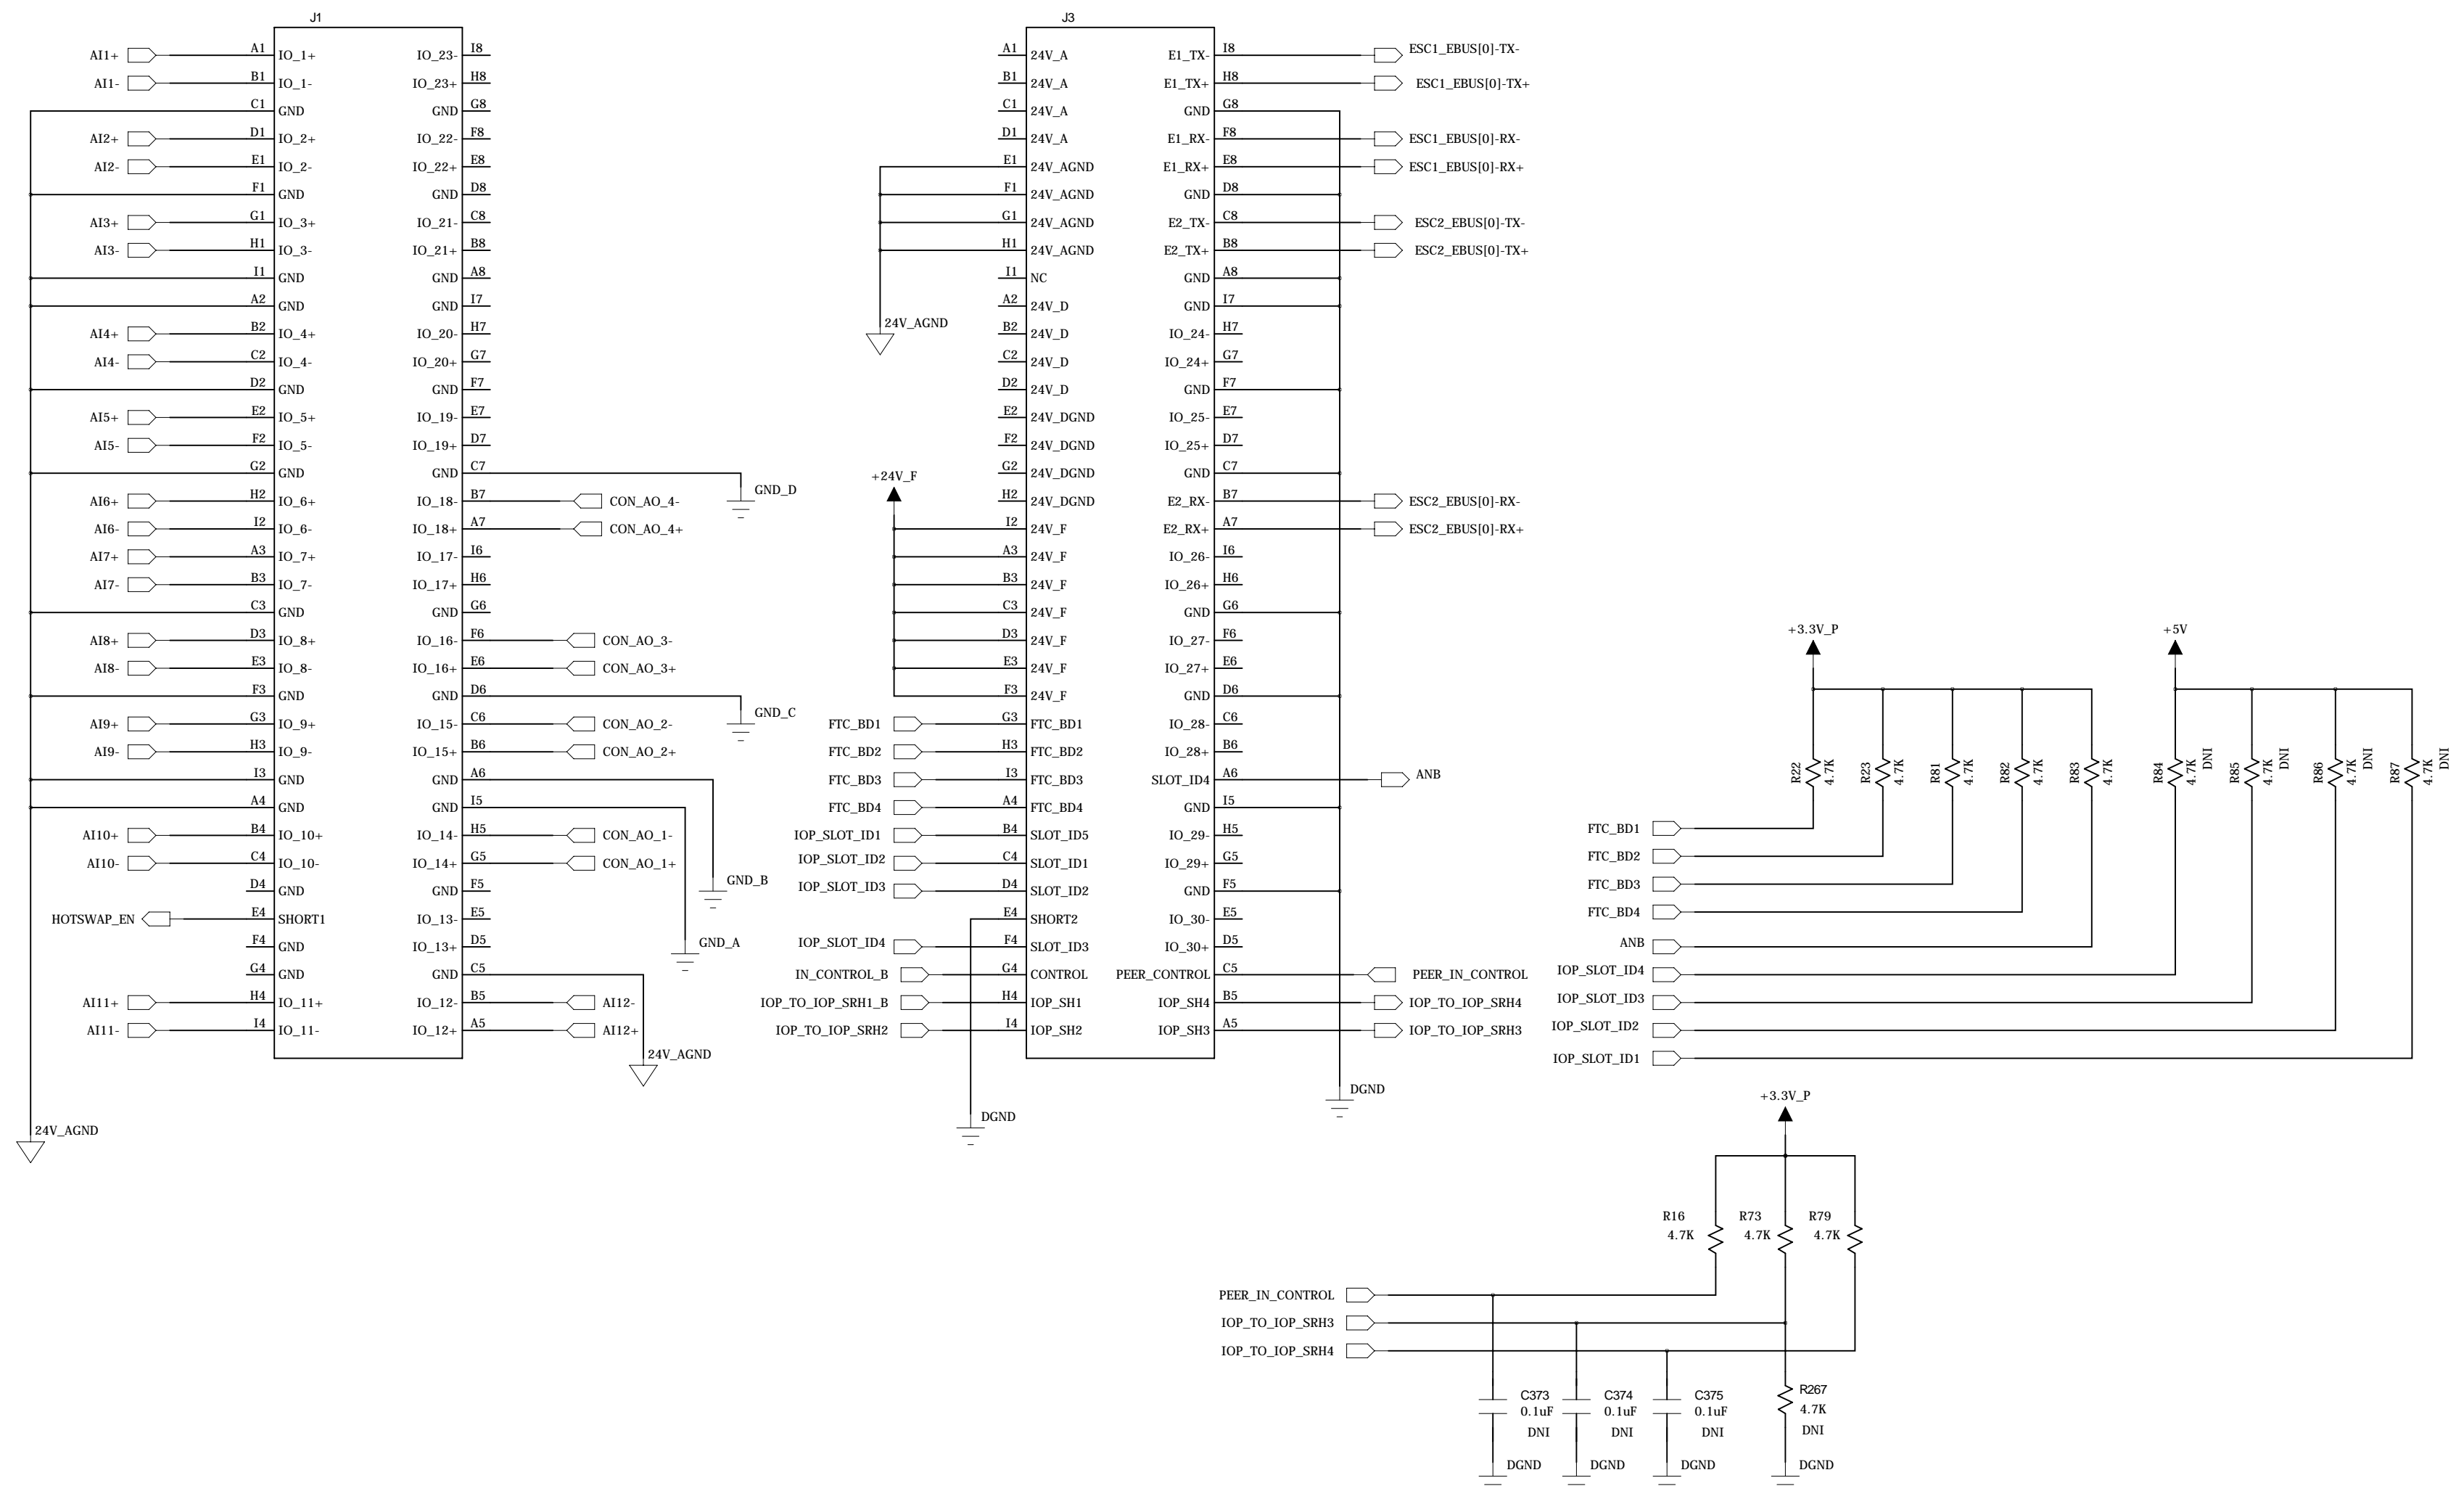 J1
AI1+ A1 IO_1+ IO_23- I8
AI1- B1 IO_1- IO_23+ H8
C1 GND GND G8
AI2+ D1 IO_2+ IO_22- F8
AI2- E1 IO_2- IO_22+ E8
F1 GND GND D8
AI3+ G1 IO_3+ IO_21- C8
AI3- H1 IO_3- IO_21+ B8
I1 GND GND A8
A2 GND GND I7
AI4+ B2 IO_4+ IO_20- H7
AI4- C2 IO_4- IO_20+ G7
D2 GND GND F7
AI5+ E2 IO_5+ IO_19- E7
AI5- F2 IO_5- IO_19+ D7
G2 GND GND C7 GND_D
AI6+ H2 IO_6+ IO_18- B7 CON_AO_4-
AI6- I2 IO_6- IO_18+ A7 CON_AO_4+
AI7+ A3 IO_7+ IO_17- I6
AI7- B3 IO_7- IO_17+ H6
C3 GND GND G6
AI8+ D3 IO_8+ IO_16- F6 CON_AO_3-
AI8- E3 IO_8- IO_16+ E6 CON_AO_3+
F3 GND GND D6 GND_C
AI9+ G3 IO_9+ IO_15- C6 CON_AO_2-
AI9- H3 IO_9- IO_15+ B6 CON_AO_2+
I3 GND GND A6 GND_B
A4 GND GND I5 GND_A
AI10+ B4 IO_10+ IO_14- H5 CON_AO_1-
AI10- C4 IO_10- IO_14+ G5 CON_AO_1+
D4 GND GND F5
HOTSWAP_EN E4 SHORT1 IO_13- E5
F4 GND IO_13+ D5
G4 GND GND C5 24V_AGND
AI11+ H4 IO_11+ IO_12- B5 AI12-
AI11- I4 IO_11- IO_12+ A5 AI12+
24V_AGND
J3
A1 24V_A E1_TX- I8 ESC1_EBUS[0]-TX-
B1 24V_A E1_TX+ H8 ESC1_EBUS[0]-TX+
C1 24V_A GND G8
D1 24V_A E1_RX- F8 ESC1_EBUS[0]-RX-
E1 24V_AGND E1_RX+ E8 ESC1_EBUS[0]-RX+
F1 24V_AGND GND D8
G1 24V_AGND E2_TX- C8 ESC2_EBUS[0]-TX-
H1 24V_AGND E2_TX+ B8 ESC2_EBUS[0]-TX+
I1 NC GND A8
A2 24V_D GND I7
24V_AGND
B2 24V_D IO_24- H7
C2 24V_D IO_24+ G7
D2 24V_D GND F7
E2 24V_DGND IO_25- E7
F2 24V_DGND IO_25+ D7
G2 24V_DGND GND C7
+24V_F
H2 24V_DGND E2_RX- B7 ESC2_EBUS[0]-RX-
I2 24V_F E2_RX+ A7 ESC2_EBUS[0]-RX+
A3 24V_F IO_26- I6
B3 24V_F IO_26+ H6
C3 24V_F GND G6
D3 24V_F IO_27- F6
E3 24V_F IO_27+ E6
F3 24V_F GND D6
FTC_BD1 G3 FTC_BD1 IO_28- C6
FTC_BD2 H3 FTC_BD2 IO_28+ B6
FTC_BD3 I3 FTC_BD3 SLOT_ID4 A6 ANB
FTC_BD4 A4 FTC_BD4 GND I5
IOP_SLOT_ID1 B4 SLOT_ID5 IO_29- H5
IOP_SLOT_ID2 C4 SLOT_ID1 IO_29+ G5
IOP_SLOT_ID3 D4 SLOT_ID2 GND F5
E4 SHORT2 IO_30- E5
IOP_SLOT_ID4 F4 SLOT_ID3 IO_30+ D5
IN_CONTROL_B G4 CONTROL PEER_CONTROL C5 PEER_IN_CONTROL
IOP_TO_IOP_SRH1_B H4 IOP_SH1 IOP_SH4 B5 IOP_TO_IOP_SRH4
IOP_TO_IOP_SRH2 I4 IOP_SH2 IOP_SH3 A5 IOP_TO_IOP_SRH3
DGND
DGND
+3.3V_P +5V
R22 4.7K R23 4.7K R81 4.7K R82 4.7K R83 4.7K R84 4.7K DNI R85 4.7K DNI R86 4.7K DNI R87 4.7K DNI
FTC_BD1
FTC_BD2
FTC_BD3
FTC_BD4
ANB
IOP_SLOT_ID4
IOP_SLOT_ID3
IOP_SLOT_ID2
IOP_SLOT_ID1
+3.3V_P
R16 R73 R79
4.7K 4.7K 4.7K
PEER_IN_CONTROL
IOP_TO_IOP_SRH3
IOP_TO_IOP_SRH4
C373 C374 C375 R267
0.1uF 0.1uF 0.1uF 4.7K
DNI DNI DNI DNI
DGND DGND DGND DGND